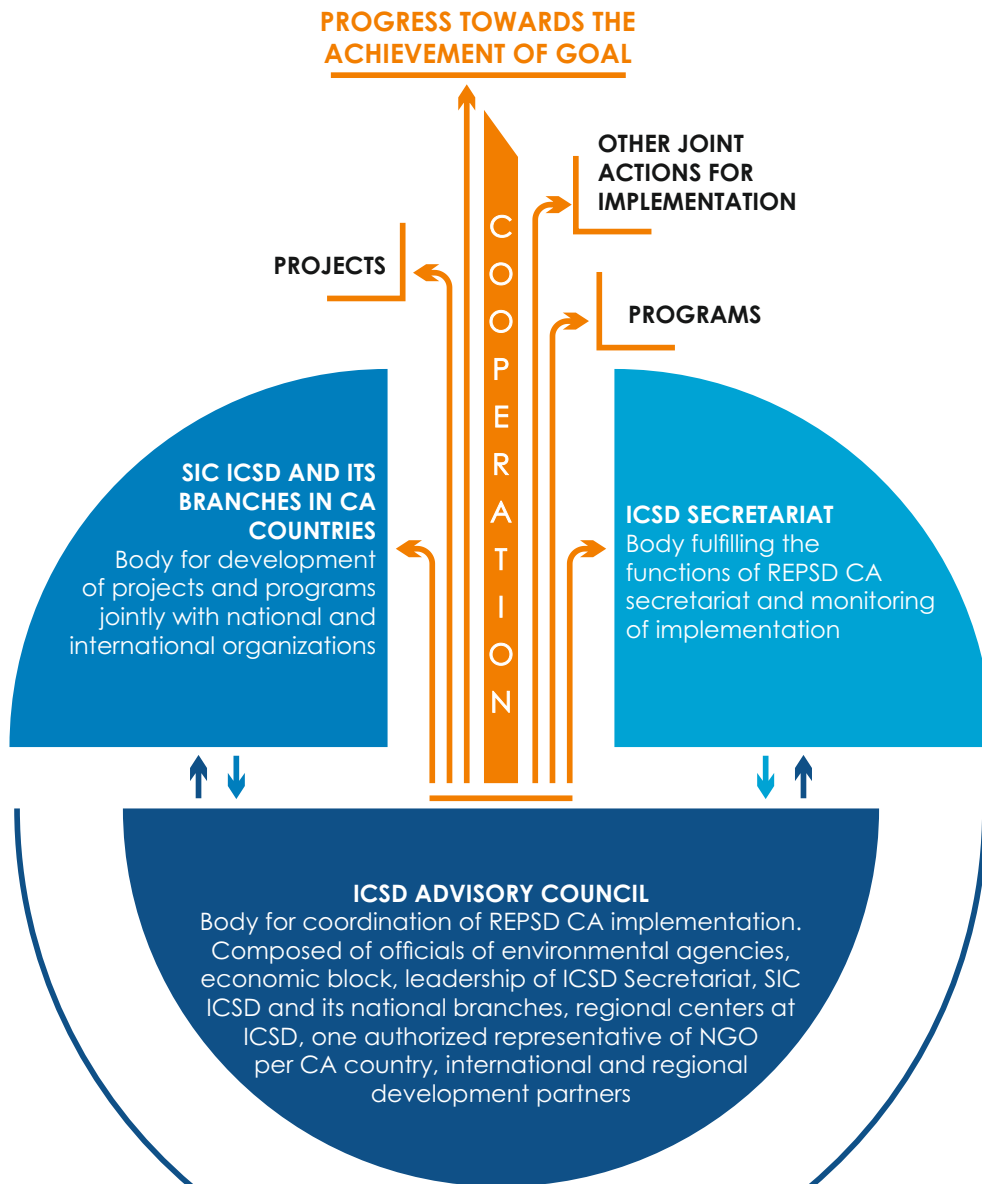 PROGRESS TOWARDS THE
ACHIEVEMENT OF GOAL
OTHER JOINT
ACTIONS FOR
IMPLEMENTATION
PROJECTS
PROGRAMS
COOPERATION
SIC ICSD AND ITS
BRANCHES IN CA
COUNTRIES
Body for development
of projects and programs
jointly with national and
international organizations
ICSD SECRETARIAT
Body fulfilling the
functions of REPSD CA
secretariat and monitoring
of implementation
ICSD ADVISORY COUNCIL
Body for coordination of REPSD CA implementation.
Composed of officials of environmental agencies,
economic block, leadership of ICSD Secretariat, SIC
ICSD and its national branches, regional centers at
ICSD, one authorized representative of NGO
per CA country, international and regional
development partners